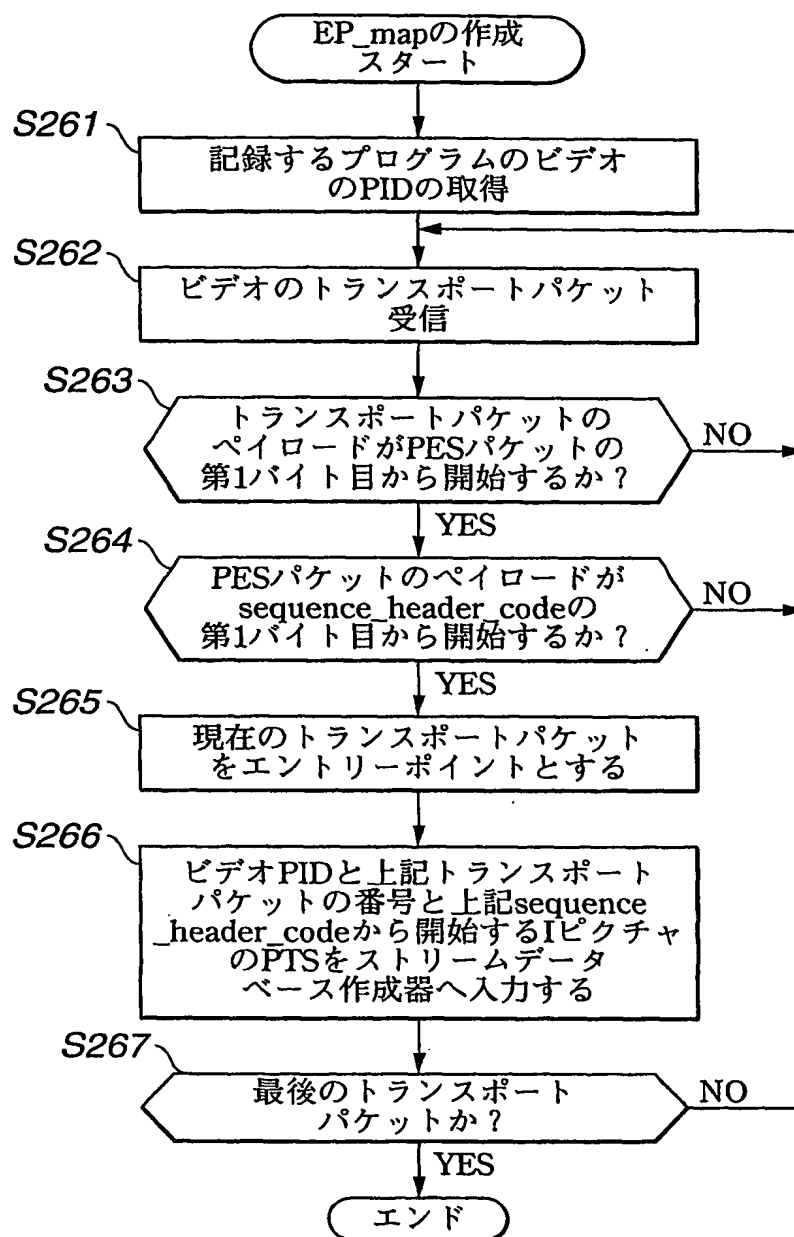 EP_mapの作成
スタート
S261
記録するプログラムのビデオ
のPIDの取得
S262
ビデオのトランスポートパケット
受信
S263
トランスポートパケットの
ペイロードがPESパケットの
第1バイト目から開始するか?
NO
YES
S264
PESパケットのペイロードが
sequence_header_codeの
第1バイト目から開始するか?
NO
YES
S265
現在のトランスポートパケット
をエントリーポイントとする
S266
ビデオPIDと上記トランスポート
パケットの番号と上記sequence
_header_codeから開始するIピクチャ
のPTSをストリームデータ
ベース作成器へ入力する
S267
最後のトランスポート
パケットか?
NO
YES
エンド